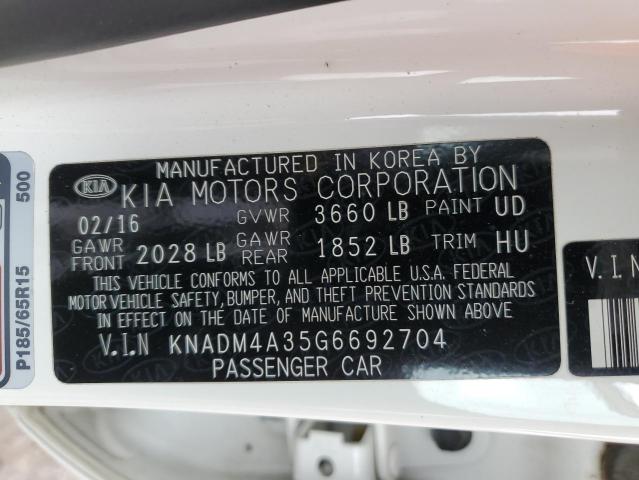 MANUFACTURED IN KOREA BY
KIA KIA MOTORS CORPORATION
02/16 GVWR 3660 LB PAINT UD
GAWR FRONT 2028 LB GAWR REAR 1852 LB TRIM HU
THIS VEHICLE CONFORMS TO ALL APPLICABLE U.S.A. FEDERAL
MOTOR VEHICLE SAFETY, BUMPER, AND THEFT PREVENTION STANDARDS
IN EFFECT ON THE DATE OF MANUFACTURE SHOWN ABOVE
V.I.N KNADM4A35G6692704
PASSENGER CAR
P185/65R15 500
V.I.N